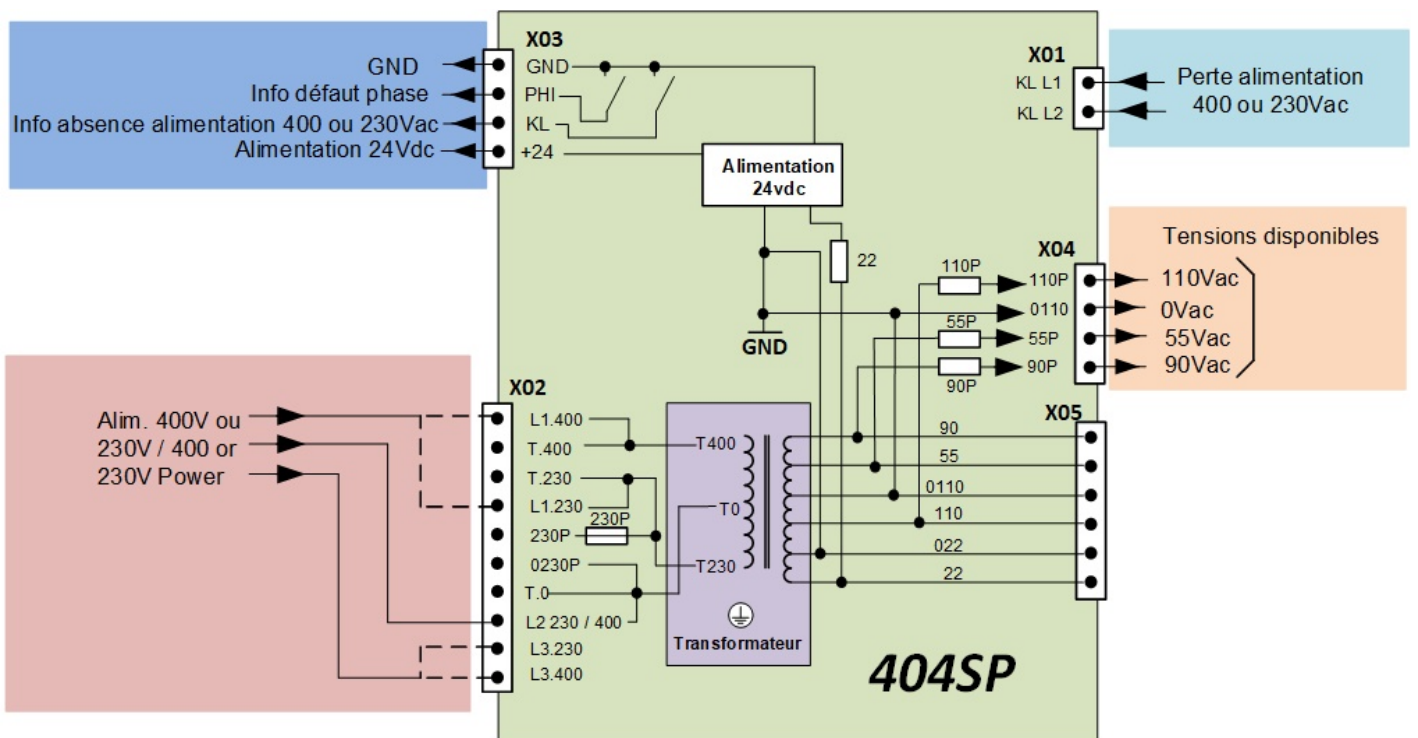 X03
GND
Info défaut phase
Info absence alimentation 400 ou 230Vac
Alimentation 24Vdc
GND
PHI
KL
+24
Alimentation
24vdc
22
GND
X01
KL L1
KL L2
Perte alimentation
400 ou 230Vac
X04
110P
110P
0110
55P
55P
90P
90P
Tensions disponibles
110Vac
0Vac
55Vac
90Vac
X02
Alim. 400V ou
230V / 400 or
230V Power
L1.400
T.400
T.230
L1.230
230P
230P
0230P
T.0
L2 230 / 400
L3.230
L3.400
T400
T0
T230
Transformateur
X05
90
55
0110
110
022
22
404SP